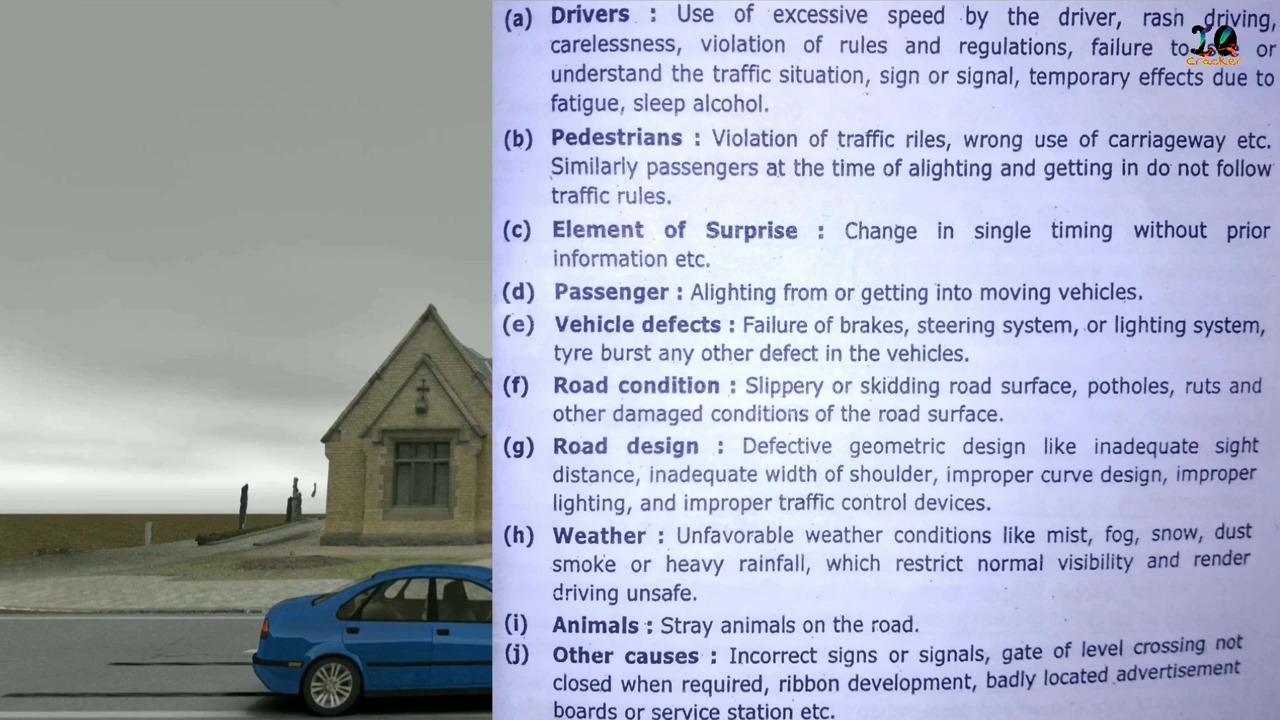 (a) Drivers : Use of excessive speed by the driver, rash driving,
carelessness, violation of rules and regulations, failure to or
understand the traffic situation, sign or signal, temporary effects due to
fatigue, sleep alcohol.
(b) Pedestrians : Violation of traffic riles, wrong use of carriageway etc.
Similarly passengers at the time of alighting and getting in do not follow
traffic rules.
(c) Element of Surprise : Change in single timing without prior
information etc.
(d) Passenger : Alighting from or getting into moving vehicles.
(e) Vehicle defects : Failure of brakes, steering system, or lighting system,
tyre burst any other defect in the vehicles.
(f) Road condition : Slippery or skidding road surface, potholes, ruts and
other damaged conditions of the road surface.
(g) Road design : Defective geometric design like inadequate sight
distance, inadequate width of shoulder, improper curve design, improper
lighting, and improper traffic control devices.
(h) Weather : Unfavorable weather conditions like mist, fog, snow, dust
smoke or heavy rainfall, which restrict normal visibility and render
driving unsafe.
(i) Animals : Stray animals on the road.
(j) Other causes : Incorrect signs or signals, gate of level crossing not
closed when required, ribbon development, badly located advertisement
boards or service station etc.
IQ
Cracker